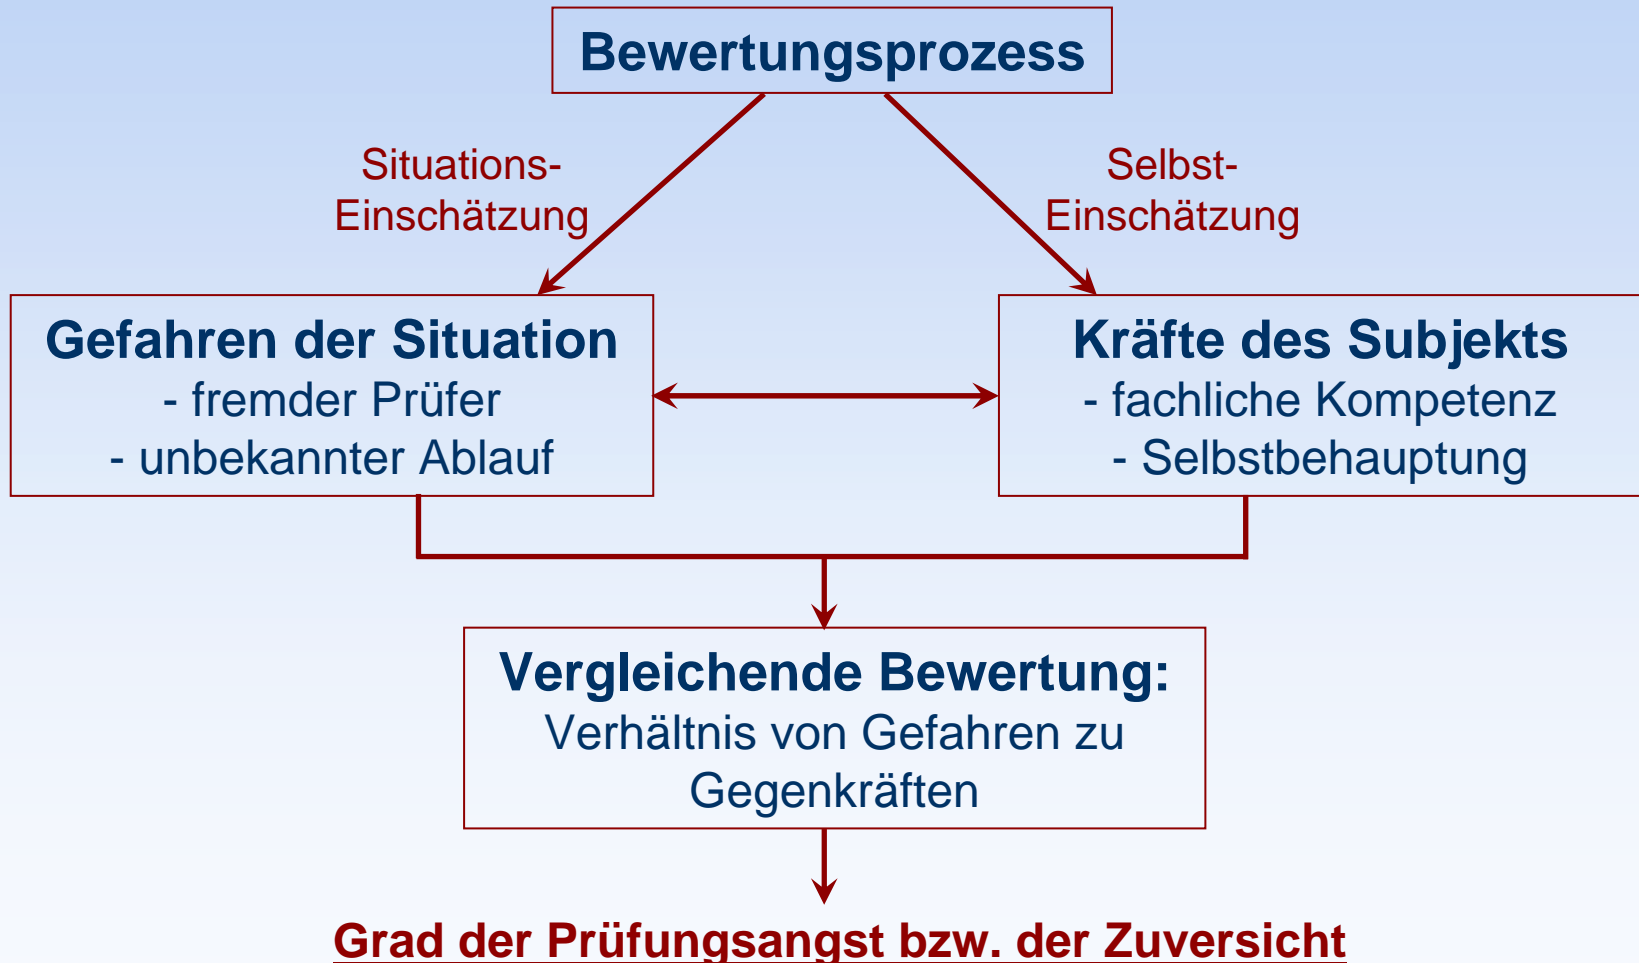 Bewertungsprozess
Situations-
Einschätzung
Selbst-
Einschätzung
Gefahren der Situation
- fremder Prüfer
- unbekannter Ablauf
Kräfte des Subjekts
- fachliche Kompetenz
- Selbstbehauptung
Vergleichende Bewertung:
Verhältnis von Gefahren zu
Gegenkräften
Grad der Prüfungsangst bzw. der Zuversicht